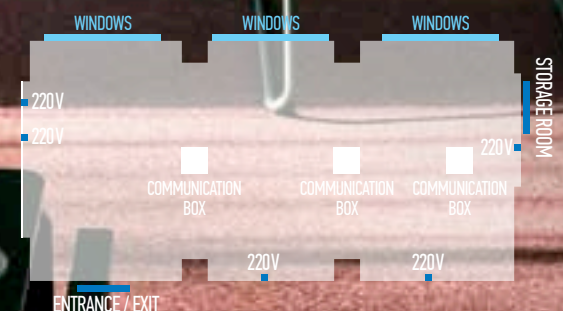 WINDOWS
WINDOWS
WINDOWS
STORAGE ROOM
220V
220V
220V
COMMUNICATION
BOX
COMMUNICATION
BOX
COMMUNICATION
BOX
220V
220V
ENTRANCE / EXIT